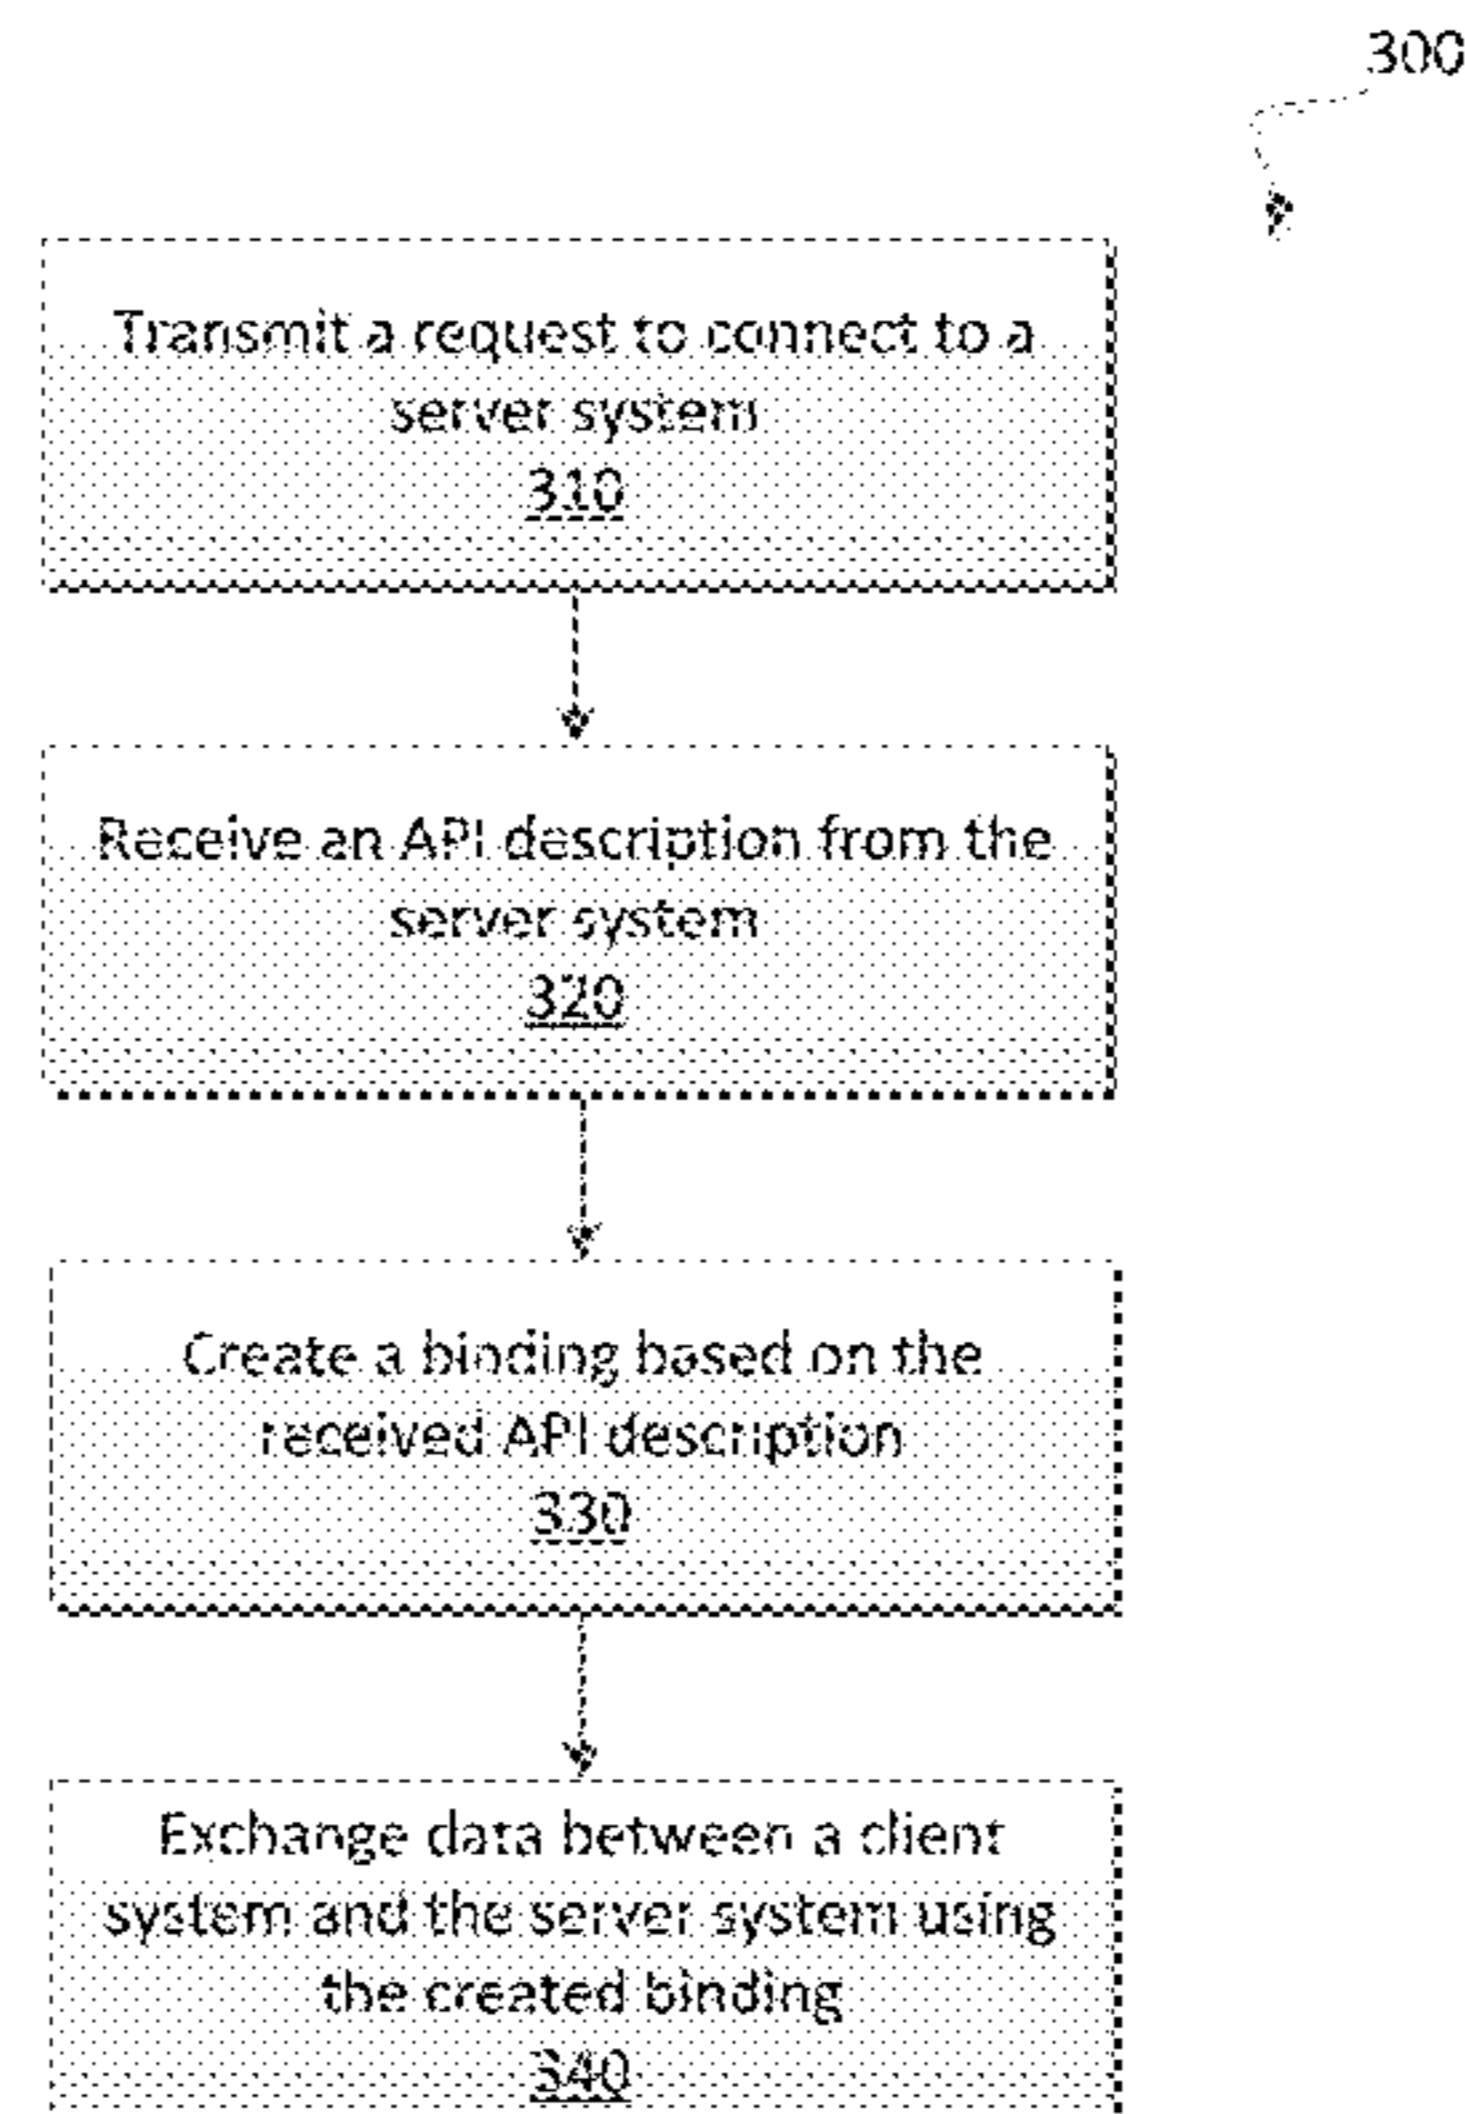 300
Transmit a request to connect to a
server system
310
Receive an API description from the
server system
320
Create a binding based on the
received API description
330
Exchange data between a client
system and the server system using
the created binding
340